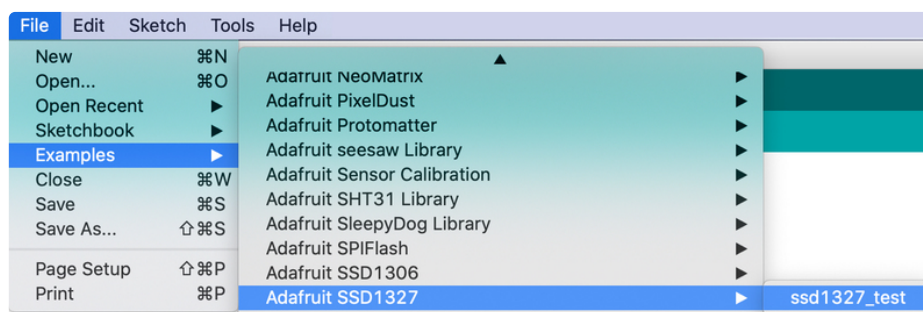 File Edit Sketch Tools Help
New ⌘N
Open... ⌘O
Open Recent ▶
Sketchbook ▶
Examples ▶
Close ⌘W
Save ⌘S
Save As... ⇧⌘S
Page Setup ⇧⌘P
Print ⌘P
▲
Adafruit NeoMatrix ▶
Adafruit PixelDust ▶
Adafruit Protomatter ▶
Adafruit seesaw Library ▶
Adafruit Sensor Calibration ▶
Adafruit SHT31 Library ▶
Adafruit SleepyDog Library ▶
Adafruit SPIFlash ▶
Adafruit SSD1306 ▶
Adafruit SSD1327 ▶
ssd1327_test